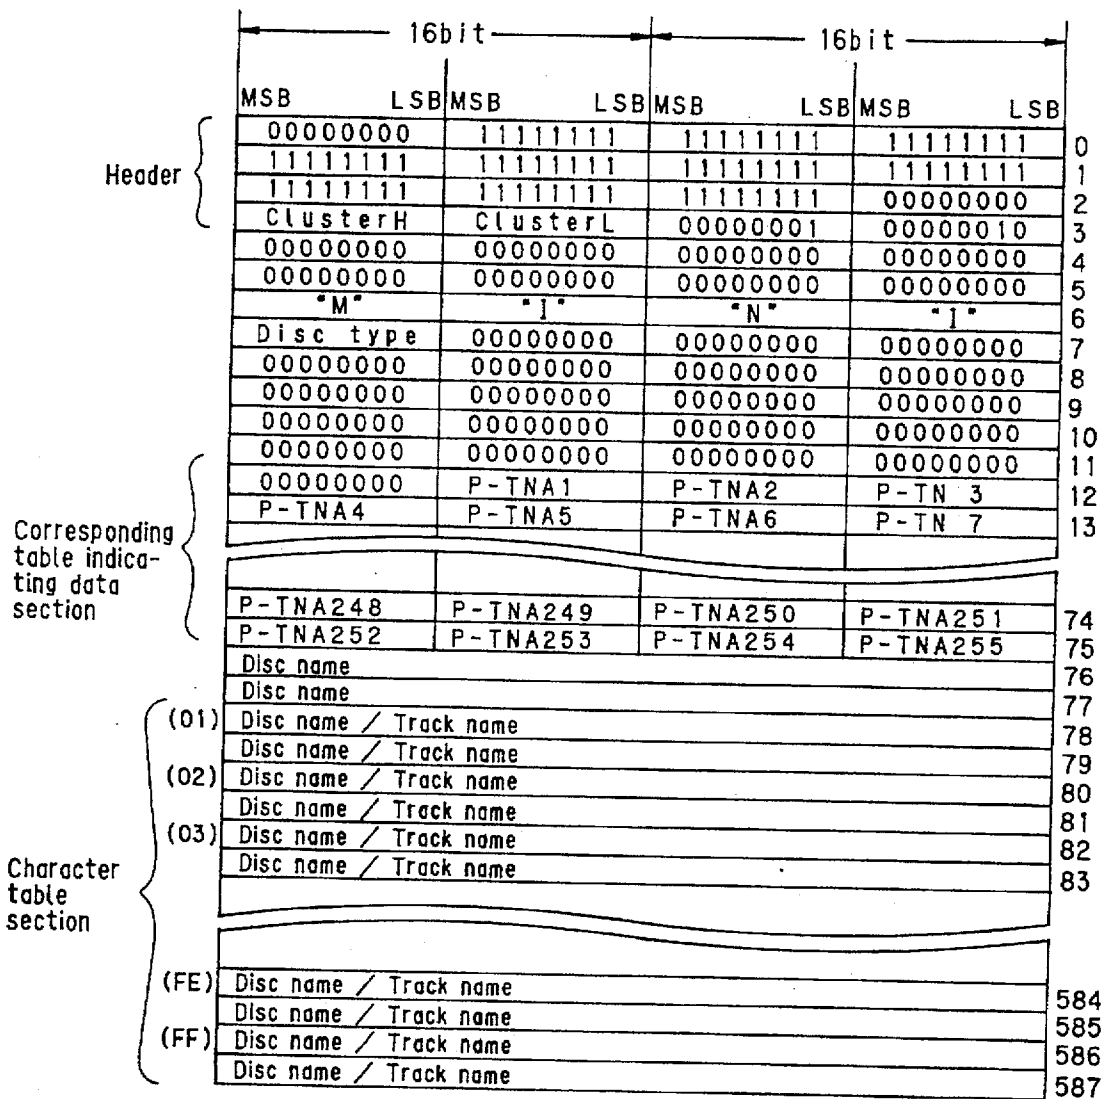 16bit 16bit
MSB LSB MSB LSB MSB LSB MSB LSB
Header
00000000 11111111 11111111 11111111 0
11111111 11111111 11111111 11111111 1
11111111 11111111 11111111 00000000 2
ClusterH ClusterL 00000001 00000010 3
00000000 00000000 00000000 00000000 4
00000000 00000000 00000000 00000000 5
"M" "I" "N" "I" 6
Disc type 00000000 00000000 00000000 7
00000000 00000000 00000000 00000000 8
00000000 00000000 00000000 00000000 9
00000000 00000000 00000000 00000000 10
00000000 00000000 00000000 00000000 11
00000000 P-TNA1 P-TNA2 P-TN 3 12
P-TNA4 P-TNA5 P-TNA6 P-TN 7 13
Corresponding
table indica-
ting data
section
P-TNA248 P-TNA249 P-TNA250 P-TNA251 74
P-TNA252 P-TNA253 P-TNA254 P-TNA255 75
Disc name 76
Disc name 77
(01) Disc name / Track name 78
Disc name / Track name 79
(02) Disc name / Track name 80
Disc name / Track name 81
(03) Disc name / Track name 82
Disc name / Track name 83
Character
table
section
(FE) Disc name / Track name 584
Disc name / Track name 585
(FF) Disc name / Track name 586
Disc name / Track name 587